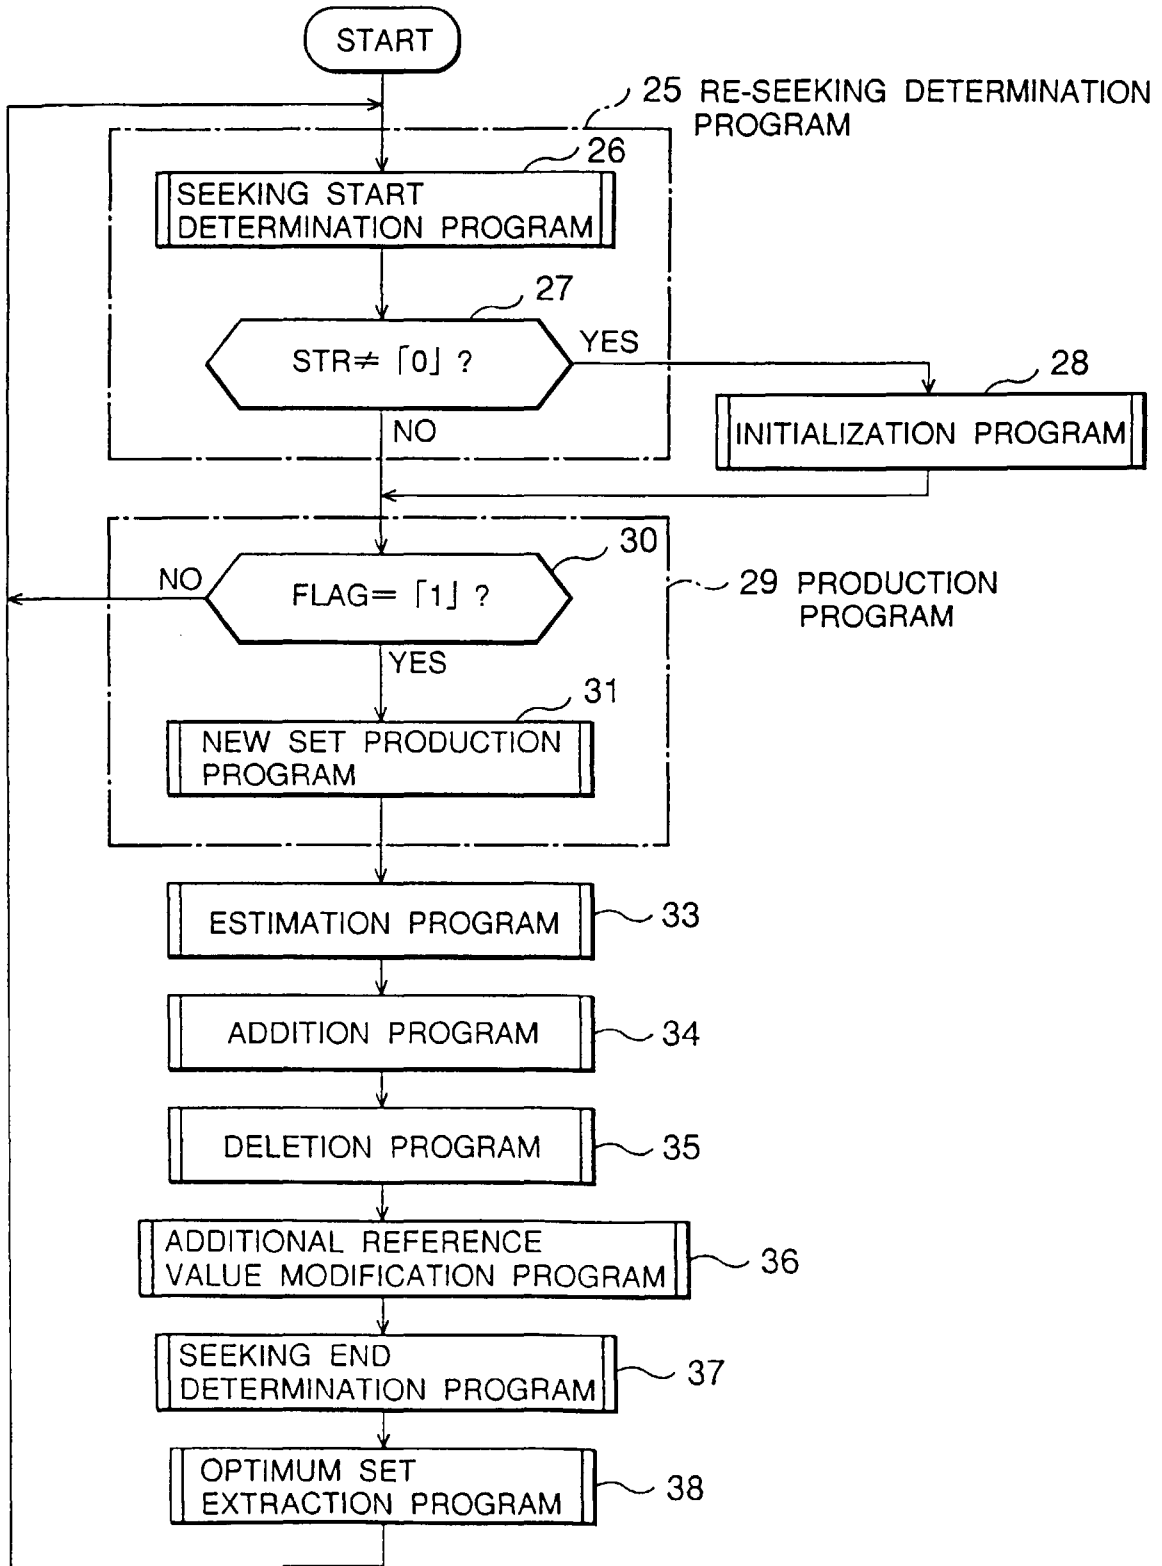 START
25 RE-SEEKING DETERMINATION
PROGRAM
26
SEEKING START
DETERMINATION PROGRAM
27
STR≠「0」?
YES
NO
28
INITIALIZATION PROGRAM
30
NO
FLAG=「1」?
YES
29 PRODUCTION
PROGRAM
31
NEW SET PRODUCTION
PROGRAM
ESTIMATION PROGRAM
33
ADDITION PROGRAM
34
DELETION PROGRAM
35
ADDITIONAL REFERENCE
VALUE MODIFICATION PROGRAM
36
SEEKING END
DETERMINATION PROGRAM
37
OPTIMUM SET
EXTRACTION PROGRAM
38